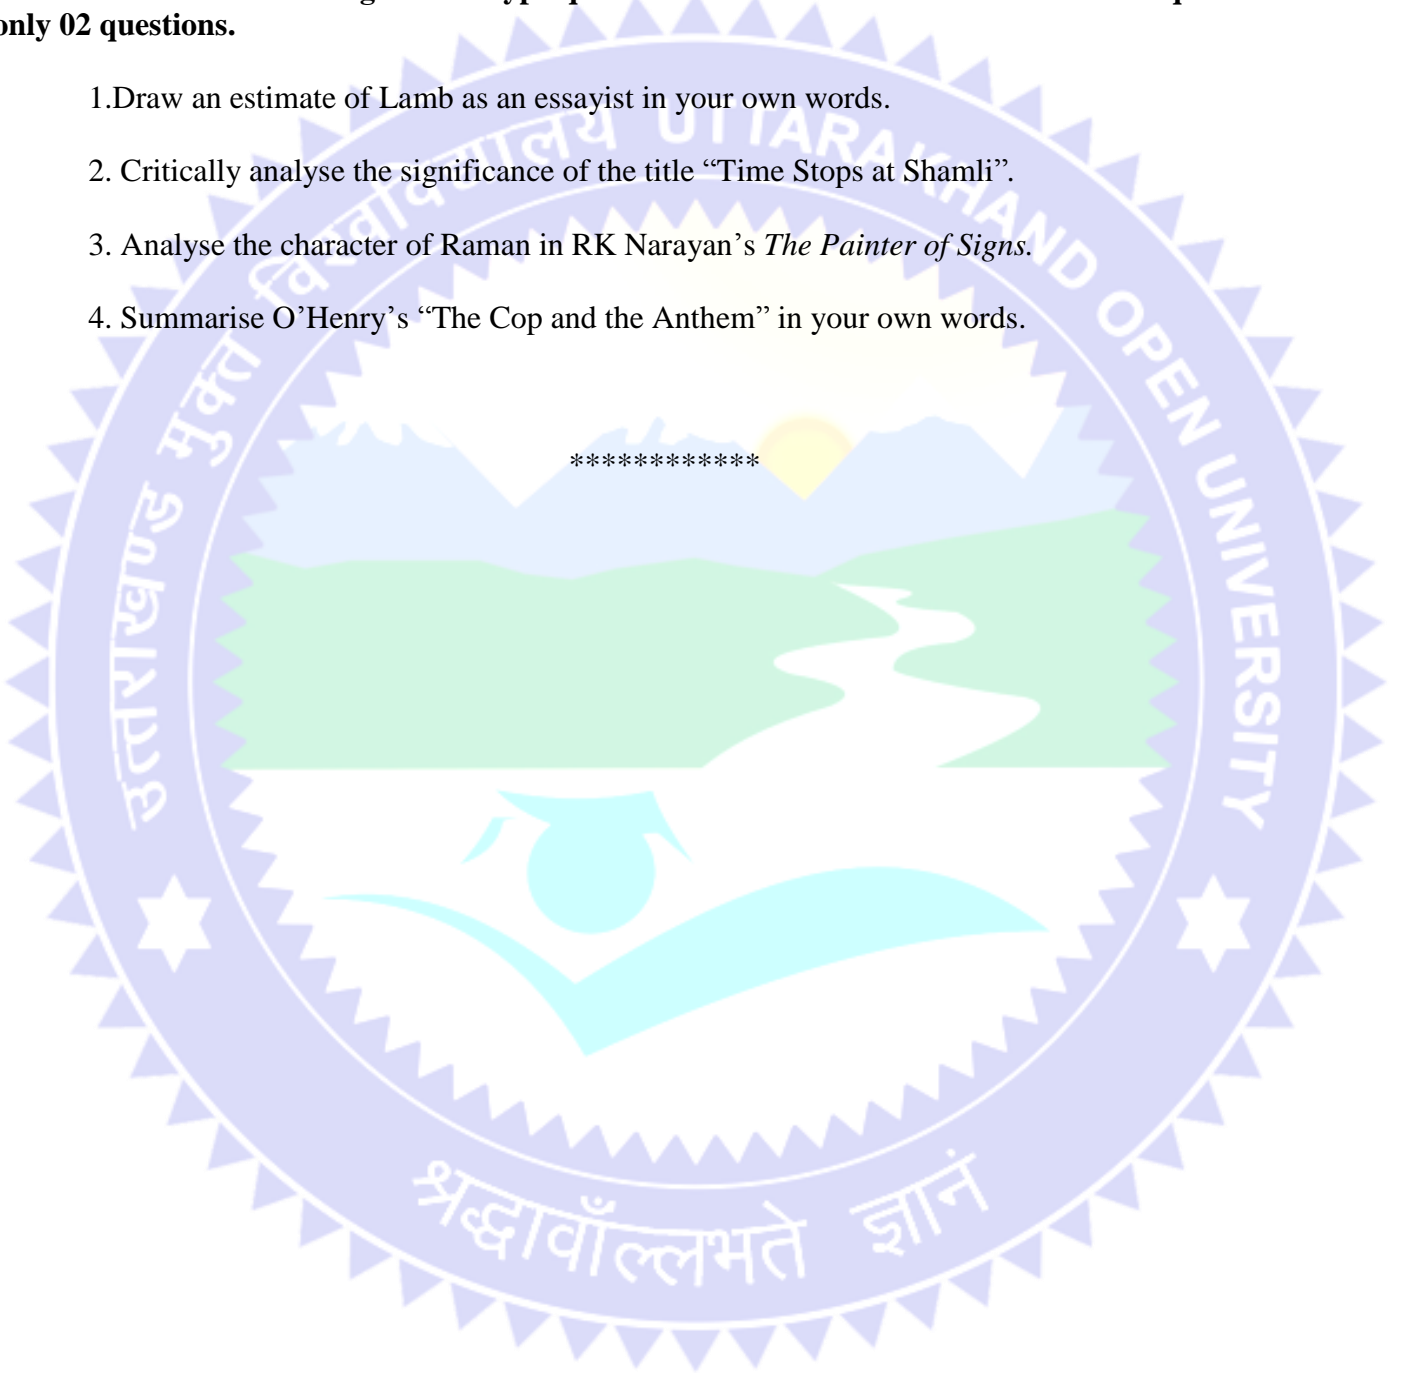 only 02 questions.
1.Draw an estimate of Lamb as an essayist in your own words.
2. Critically analyse the significance of the title “Time Stops at Shamli”.
3. Analyse the character of Raman in RK Narayan’s The Painter of Signs.
4. Summarise O’Henry’s “The Cop and the Anthem” in your own words.
************
उत्तराखण्ड मुक्त विश्वविद्यालय UTTARAKHAND OPEN UNIVERSITY
श्रद्धावाँल्लभते ज्ञानं